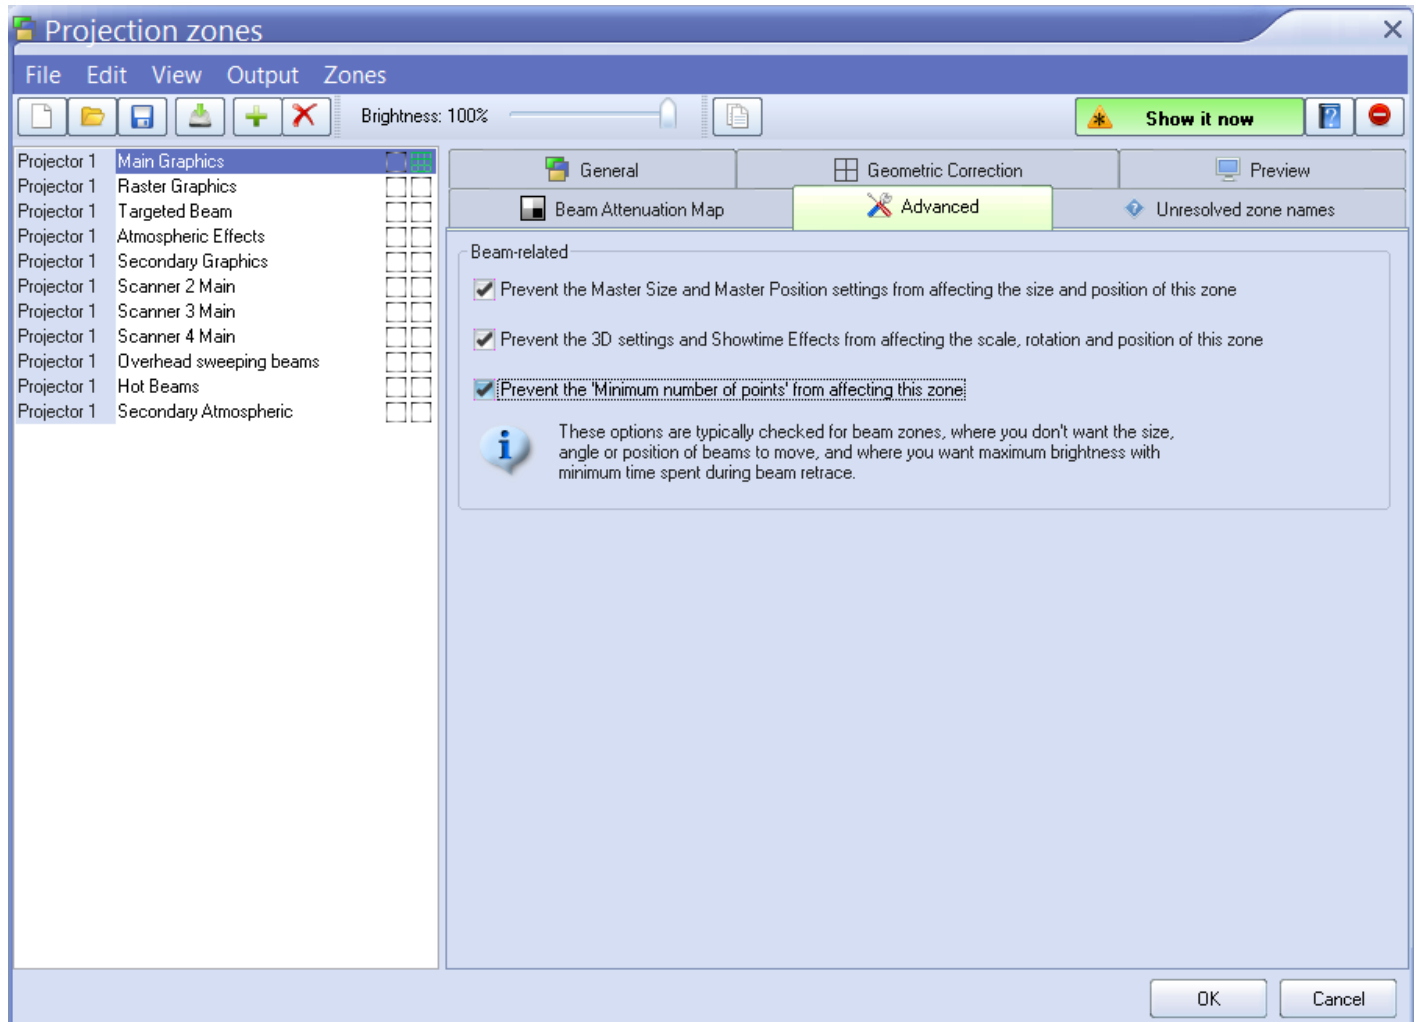 Projection zones
File Edit View Output Zones
Brightness: 100%
Show it now
Projector 1 Main Graphics
Projector 1 Raster Graphics
Projector 1 Targeted Beam
Projector 1 Atmospheric Effects
Projector 1 Secondary Graphics
Projector 1 Scanner 2 Main
Projector 1 Scanner 3 Main
Projector 1 Scanner 4 Main
Projector 1 Overhead sweeping beams
Projector 1 Hot Beams
Projector 1 Secondary Atmospheric
General Geometric Correction Preview
Beam Attenuation Map Advanced Unresolved zone names
Beam-related
Prevent the Master Size and Master Position settings from affecting the size and position of this zone
Prevent the 3D settings and Showtime Effects from affecting the scale, rotation and position of this zone
Prevent the 'Minimum number of points' from affecting this zone
These options are typically checked for beam zones, where you don't want the size,
angle or position of beams to move, and where you want maximum brightness with
minimum time spent during beam retrace.
OK Cancel